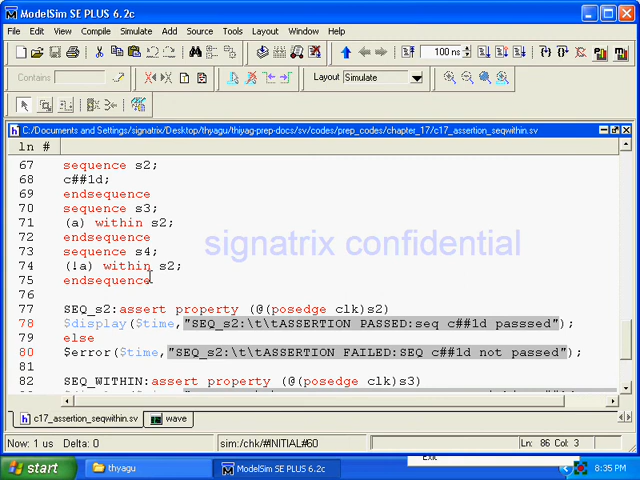 ModelSim SE PLUS 6.2c
File Edit View Compile Simulate Add Source Tools Layout Window Help
100 ns
Contains
Layout Simulate
C:/Documents and Settings/signatrix/Desktop/thyagu/thiyag-prep-docs/sv/codes/prep_codes/chapter_17/c17_assertion_seqwithin.sv
ln #
67 sequence s2;
68 c##1d;
69 endsequence
70 sequence s3;
71 (a) within s2;
72 endsequence
73 sequence s4;
74 (!a) within s2;
75 endsequence
76
77 SEQ_s2:assert property (@(posedge clk)s2)
78 $display($time,"SEQ_s2:\t\tASSERTION PASSED:seq c##1d passsed");
79 else
80 $error($time,"SEQ_s2:\t\tASSERTION FAILED:SEQ c##1d not passed");
81
82 SEQ_WITHIN:assert property (@(posedge clk)s3)
signatrix confidential
c17_assertion_seqwithin.sv wave
Now: 1 us Delta: 0 sim:/chk/#INITIAL#60 Ln: 86 Col: 3
Exit
start thyagu ModelSim SE PLUS 6.2c 8:35 PM